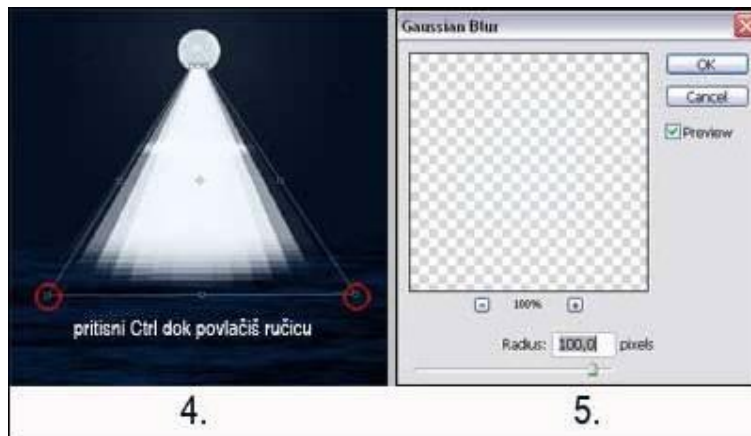 pritisni Ctrl dok povlačiš ručicu
4.
Gaussian Blur
OK
Cancel
Preview
100%
Radius: 100,0 pixels
5.